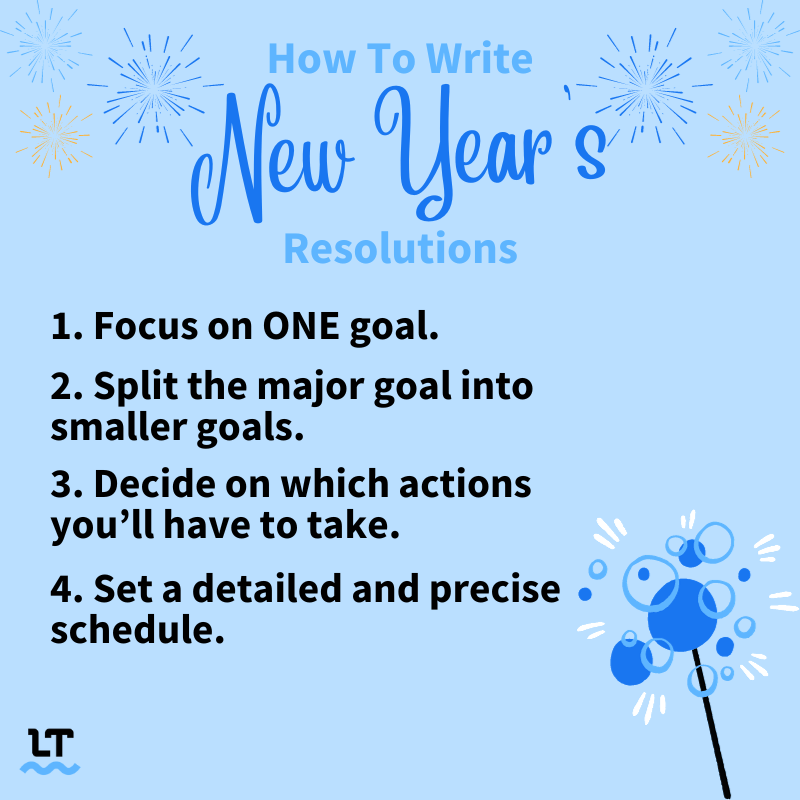 How To Write
New Year's
Resolutions
1. Focus on ONE goal.
2. Split the major goal into
smaller goals.
3. Decide on which actions
you’ll have to take.
4. Set a detailed and precise
schedule.
LT